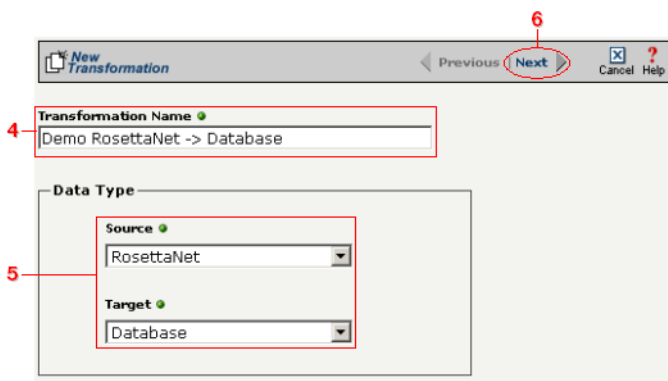 6
New
Transformation
Previous Next Cancel Help
Transformation Name
4
Demo RosettaNet -> Database
Data Type
Source
RosettaNet
5
Target
Database